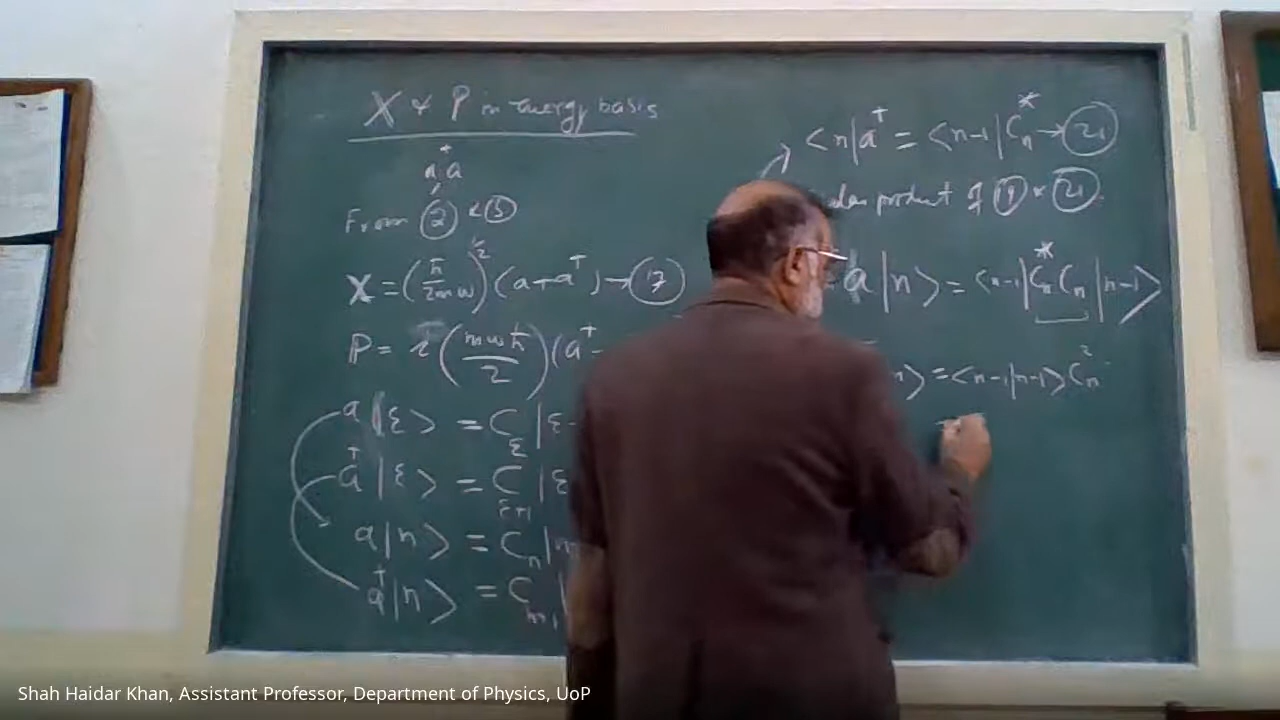 X & P in energy basis
a†a
From (2) & (3)
X = (ħ/2mω)^1/2 (a + a†) → (17)
P = i (mωħ/2) (a† -
a |ε> = C_ε |ε -
a† |ε> = C_ε+1 |ε
a|n> = C_n |n
a†|n> = C_n+1 |
<n|a† = <n-1| C_n^* → (21)
product of (19) & (21)
a |n> = <n-1| C_n^* C_n |n-1>
n> = <n-1|n-1> C_n^2
=
Shah Haidar Khan, Assistant Professor, Department of Physics, UoP